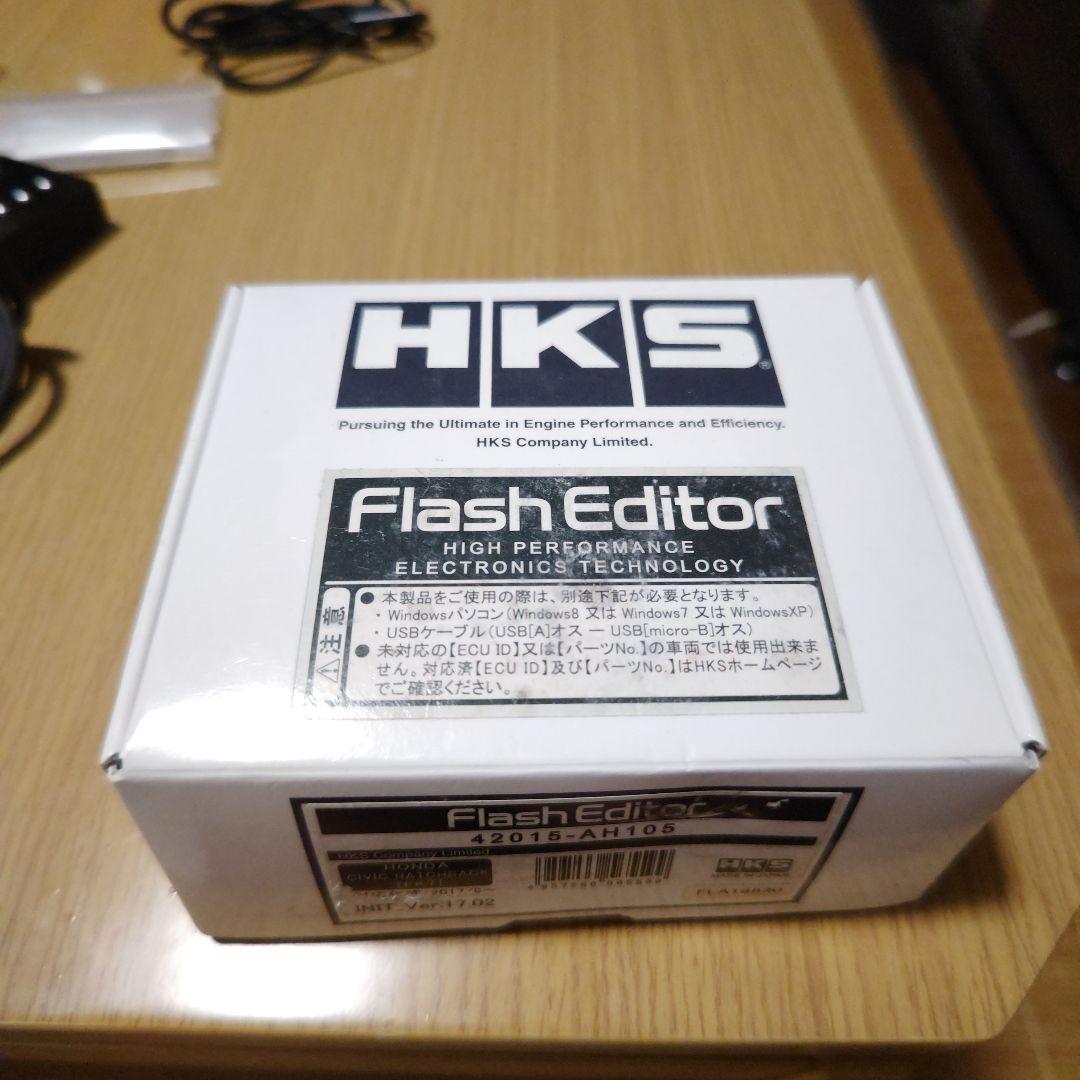 HKS®
Pursuing the Ultimate in Engine Performance and Efficiency.
HKS Company Limited.
Flash Editor
HIGH PERFORMANCE
ELECTRONICS TECHNOLOGY
⚠注意
● 本製品をご使用の際は、別途下記が必要となります。
・Windowsパソコン(Windows8 又は Windows7 又は WindowsXP)
・USBケーブル(USB[A]オス ― USB[micro-B]オス)
● 未対応の【ECU ID】又は【パーツNo.】の車両では使用出来ま
せん。対応済【ECU ID】及び【パーツNo.】はHKSホームページ
でご確認ください。
Flash Editor
42015-AH105
HKS Company Limited
HONDA
CIVIC HATCHBACK
2017/9~
INIT_Ver:17.02
HKS
MADE IN JAPAN